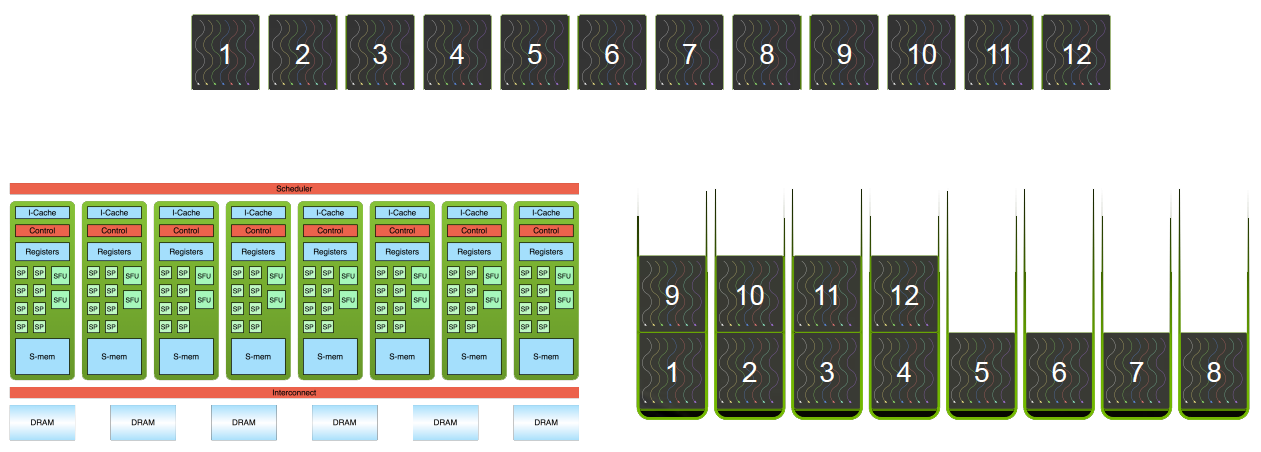 1 2 3 4 5 6 7 8 9 10 11 12
Scheduler
I-Cache I-Cache I-Cache I-Cache I-Cache I-Cache I-Cache I-Cache
Control Control Control Control Control Control Control Control
Registers Registers Registers Registers Registers Registers Registers Registers
SP SP SFU SP SP SFU SP SP SFU SP SP SFU SP SP SFU SP SP SFU SP SP SFU SP SP SFU
SP SP SFU SP SP SFU SP SP SFU SP SP SFU SP SP SFU SP SP SFU SP SP SFU SP SP SFU
SP SP SP SP SP SP SP SP SP SP SP SP SP SP SP SP
SP SP SP SP SP SP SP SP SP SP SP SP SP SP SP SP
S-mem S-mem S-mem S-mem S-mem S-mem S-mem S-mem
Interconnect
DRAM DRAM DRAM DRAM DRAM DRAM
9 10 11 12
1 2 3 4 5 6 7 8